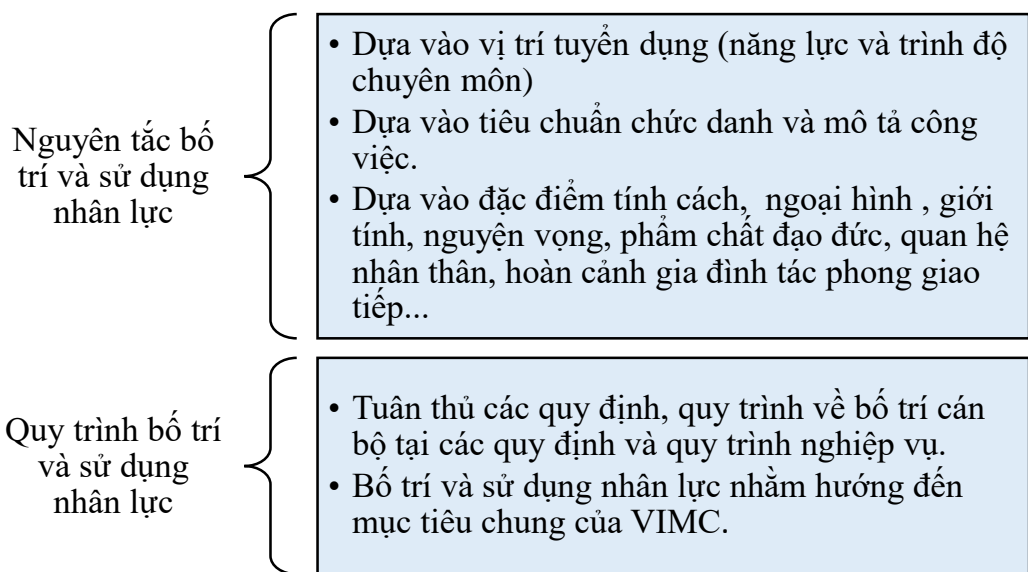 Nguyên tắc bố
trí và sử dụng
nhân lực
• Dựa vào vị trí tuyển dụng (năng lực và trình độ
chuyên môn)
• Dựa vào tiêu chuẩn chức danh và mô tả công
việc.
• Dựa vào đặc điểm tính cách, ngoại hình , giới
tính, nguyện vọng, phẩm chất đạo đức, quan hệ
nhân thân, hoàn cảnh gia đình tác phong giao
tiếp...
Quy trình bố trí
và sử dụng
nhân lực
• Tuân thủ các quy định, quy trình về bố trí cán
bộ tại các quy định và quy trình nghiệp vụ.
• Bố trí và sử dụng nhân lực nhằm hướng đến
mục tiêu chung của VIMC.